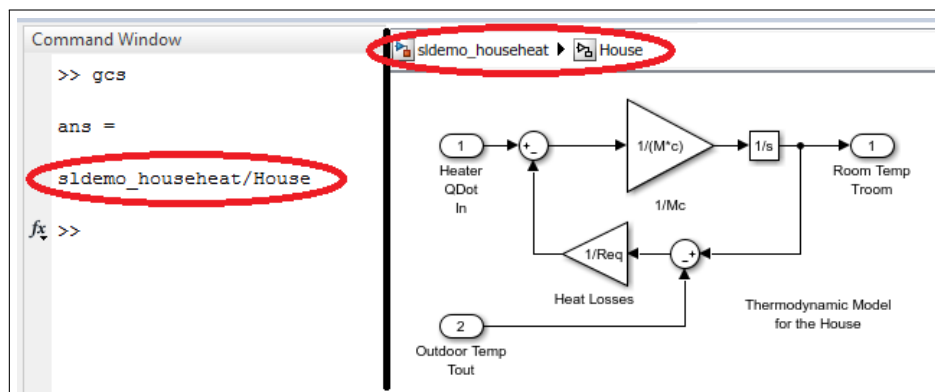 Command Window
>> gcs
ans =
sldemo_househeat/House
fx >>
sldemo_househeat House
1
Heater
QDot
In
+
-
1/(M*c)
1/Mc
1/s
1
Room Temp
Troom
1/Req
Heat Losses
-
+
2
Outdoor Temp
Tout
Thermodynamic Model
for the House